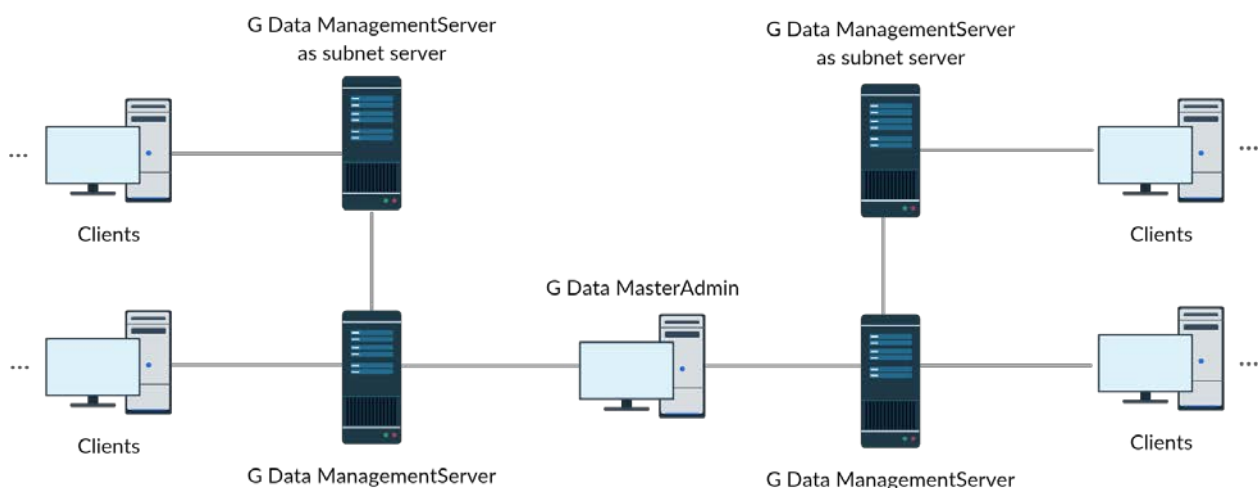 G Data ManagementServer
as subnet server
G Data ManagementServer
as subnet server
...
...
Clients
Clients
G Data MasterAdmin
...
...
Clients
Clients
G Data ManagementServer
G Data ManagementServer